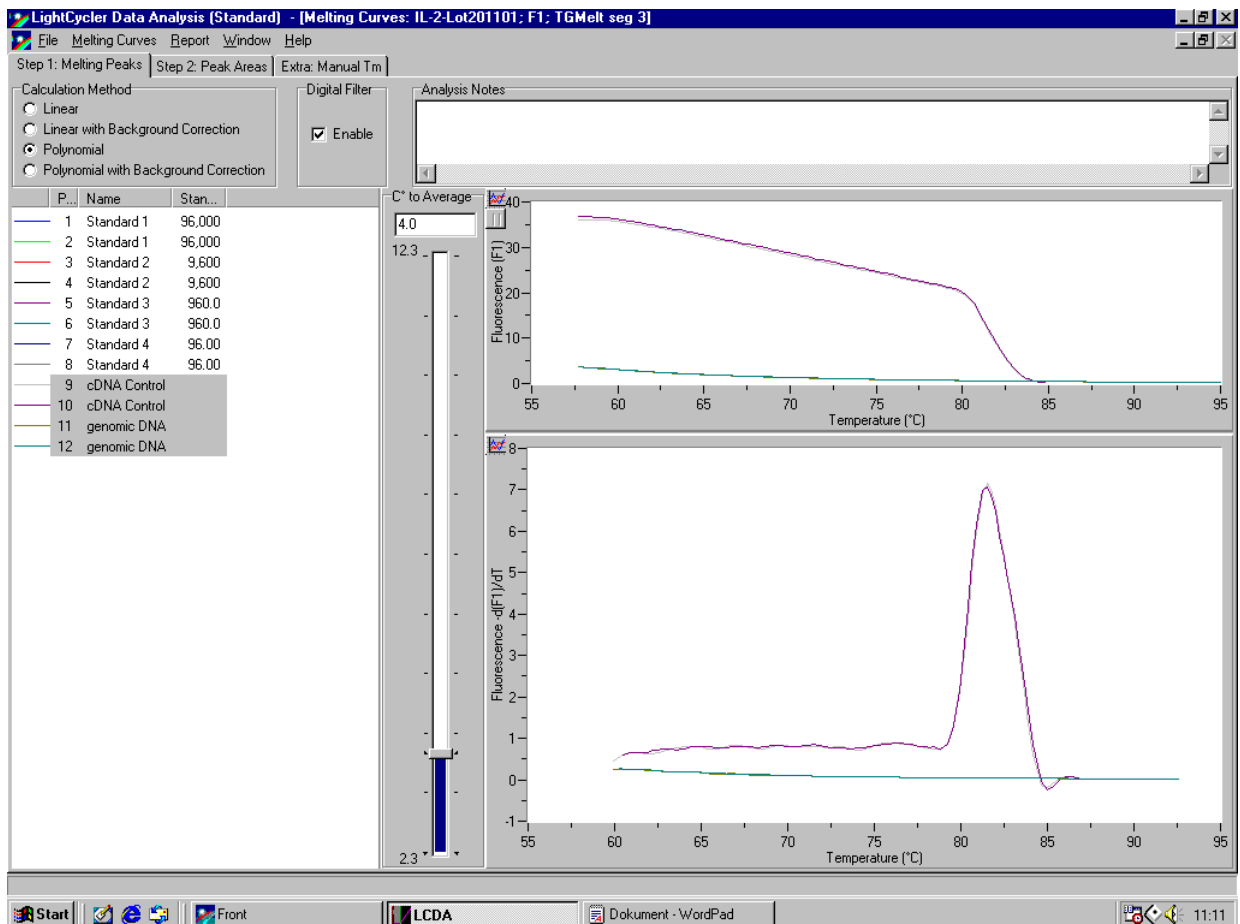 LightCycler Data Analysis (Standard) - [Melting Curves: IL-2-Lot201101; F1; TGMelt seg 3]
File Melting Curves Report Window Help
Step 1: Melting Peaks Step 2: Peak Areas Extra: Manual Tm
Calculation Method
Linear
Linear with Background Correction
Polynomial
Polynomial with Background Correction
Digital Filter
Enable
Analysis Notes
P... Name Stan...
1 Standard 1 96,000
2 Standard 1 96,000
3 Standard 2 9,600
4 Standard 2 9,600
5 Standard 3 960.0
6 Standard 3 960.0
7 Standard 4 96.00
8 Standard 4 96.00
9 cDNA Control
10 cDNA Control
11 genomic DNA
12 genomic DNA
C° to Average
4.0
12.3
2.3
40
30
20
10
0
Fluorescence (F1)
55 60 65 70 75 80 85 90 95
Temperature (°C)
8
7
6
5
4
3
2
1
0
-1
Fluorescence -d(F1)/dT
55 60 65 70 75 80 85 90 95
Temperature (°C)
Start Front LCDA Dokument - WordPad 11:11